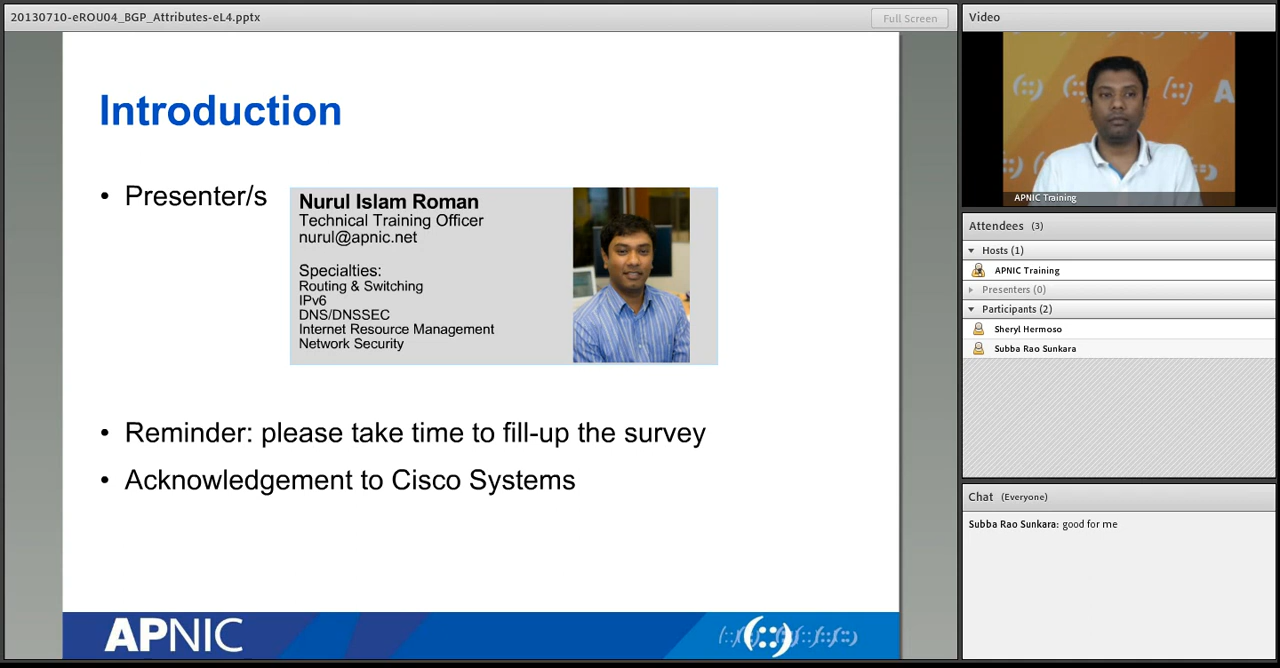 20130710-eROU04_BGP_Attributes-eL4.pptx
Full Screen
Introduction
• Presenter/s
Nurul Islam Roman
Technical Training Officer
nurul@apnic.net
Specialties:
Routing & Switching
IPv6
DNS/DNSSEC
Internet Resource Management
Network Security
• Reminder: please take time to fill-up the survey
• Acknowledgement to Cisco Systems
APNIC
(::)
Video
(::)
[::]
A
APNIC Training
Attendees (3)
Hosts (1)
APNIC Training
Presenters (0)
Participants (2)
Sheryl Hermoso
Subba Rao Sunkara
Chat (Everyone)
Subba Rao Sunkara: good for me